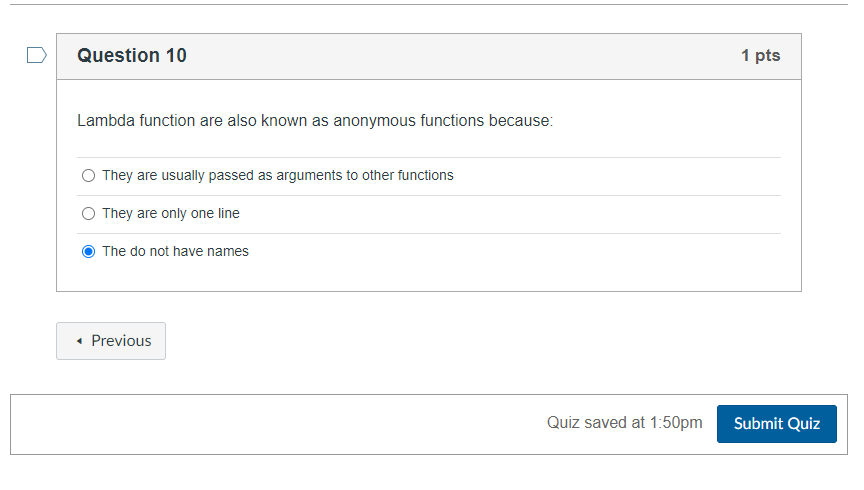 Question 10
1 pts
Lambda function are also known as anonymous functions because:
They are usually passed as arguments to other functions
They are only one line
The do not have names
Previous
Quiz saved at 1:50pm
Submit Quiz